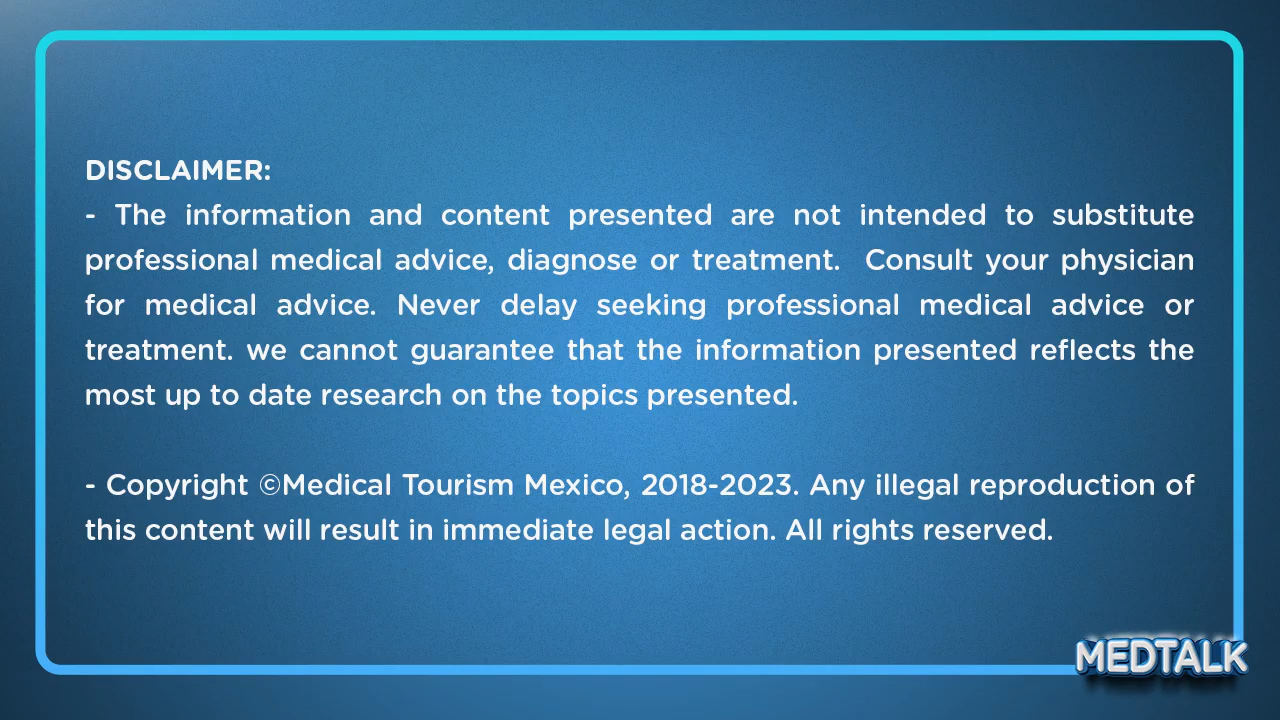 DISCLAIMER:
- The information and content presented are not intended to substitute
professional medical advice, diagnose or treatment.  Consult your physician
for medical advice. Never delay seeking professional medical advice or
treatment. we cannot guarantee that the information presented reflects the
most up to date research on the topics presented.
- Copyright ©Medical Tourism Mexico, 2018-2023. Any illegal reproduction of
this content will result in immediate legal action. All rights reserved.
MEDTALK